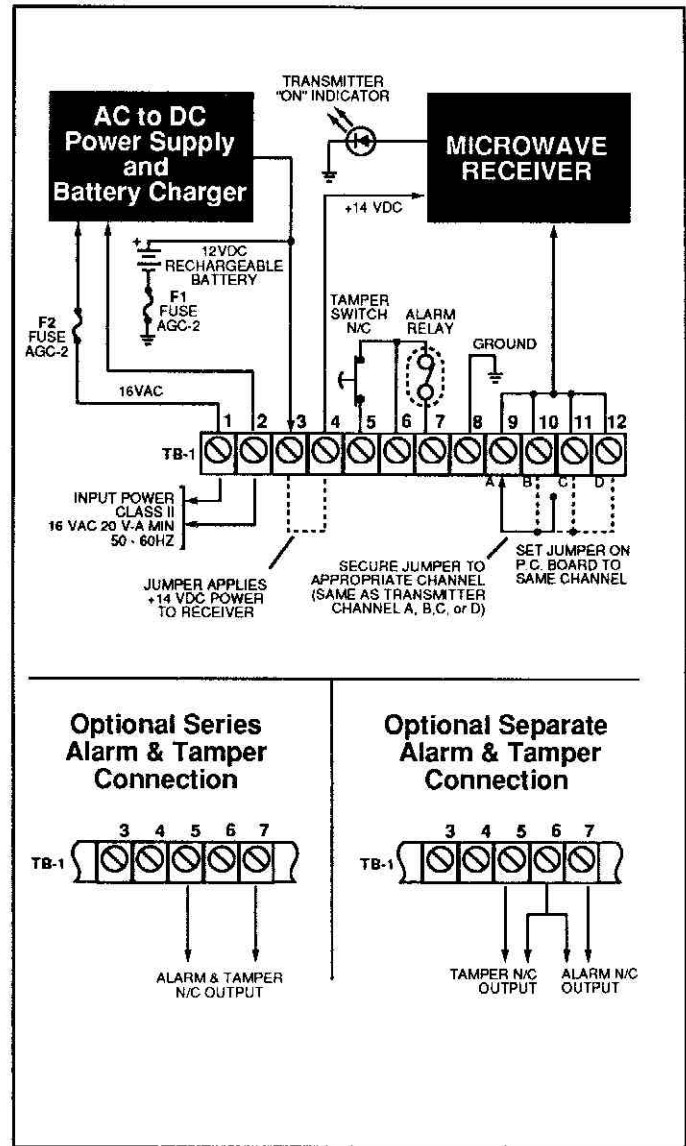 TRANSMITTER
"ON" INDICATOR
AC to DC
Power Supply
and
Battery Charger
MICROWAVE
RECEIVER
+14 VDC
+
12VDC
RECHARGEABLE
BATTERY
F1
FUSE
AGC-2
F2
FUSE
AGC-2
TAMPER
SWITCH
N/C
ALARM
RELAY
GROUND
16VAC
1 2 3 4 5 6 7 8 9 10 11 12
TB-1
A B C D
INPUT POWER
CLASS II
16 VAC 20 V-A MIN
50 - 60HZ
JUMPER APPLIES
+14 VDC POWER
TO RECEIVER
SECURE JUMPER TO
APPROPRIATE CHANNEL
(SAME AS TRANSMITTER
CHANNEL A, B,C, or D)
SET JUMPER ON
P.C. BOARD TO
SAME CHANNEL
Optional Series
Alarm & Tamper
Connection
3 4 5 6 7
TB-1
ALARM & TAMPER
N/C OUTPUT
Optional Separate
Alarm & Tamper
Connection
3 4 5 6 7
TB-1
TAMPER N/C
OUTPUT
ALARM N/C
OUTPUT